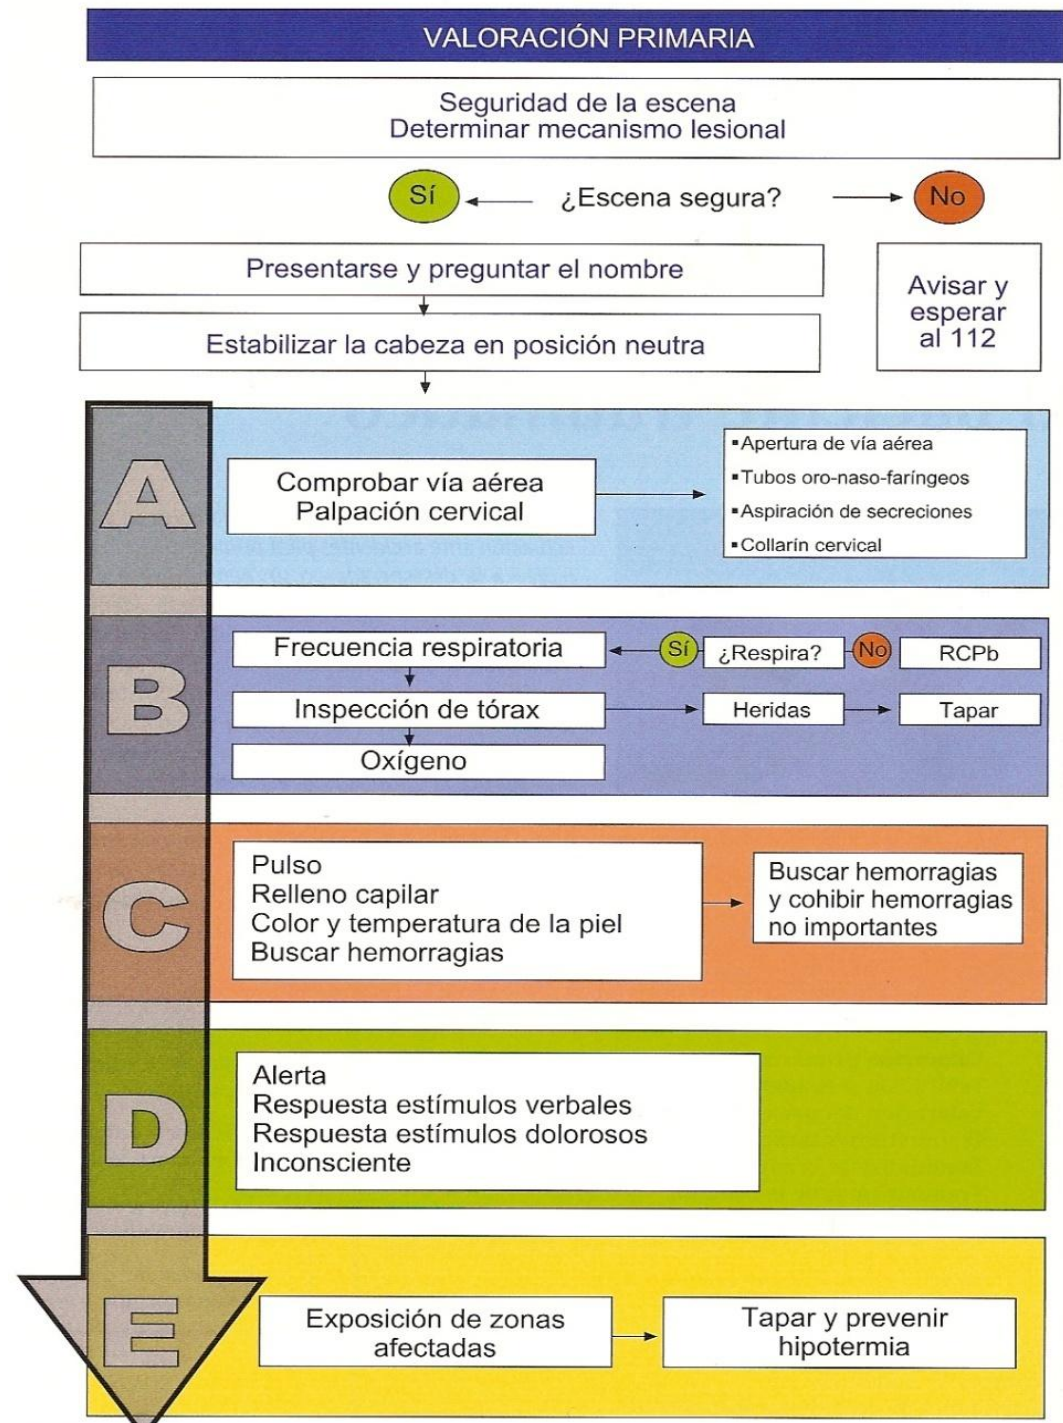 VALORACIÓN PRIMARIA
Seguridad de la escena
Determinar mecanismo lesional
Sí
¿Escena segura?
No
Presentarse y preguntar el nombre
Avisar y
esperar
al 112
Estabilizar la cabeza en posición neutra
A
Comprobar vía aérea
Palpación cervical
▪Apertura de vía aérea
▪Tubos oro-naso-faríngeos
▪Aspiración de secreciones
▪Collarín cervical
B
Frecuencia respiratoria
Sí
¿Respira?
No
RCPb
Inspección de tórax
Heridas
Tapar
Oxígeno
C
Pulso
Relleno capilar
Color y temperatura de la piel
Buscar hemorragias
Buscar hemorragias
y cohibir hemorragias
no importantes
D
Alerta
Respuesta estímulos verbales
Respuesta estímulos dolorosos
Inconsciente
E
Exposición de zonas
afectadas
Tapar y prevenir
hipotermia